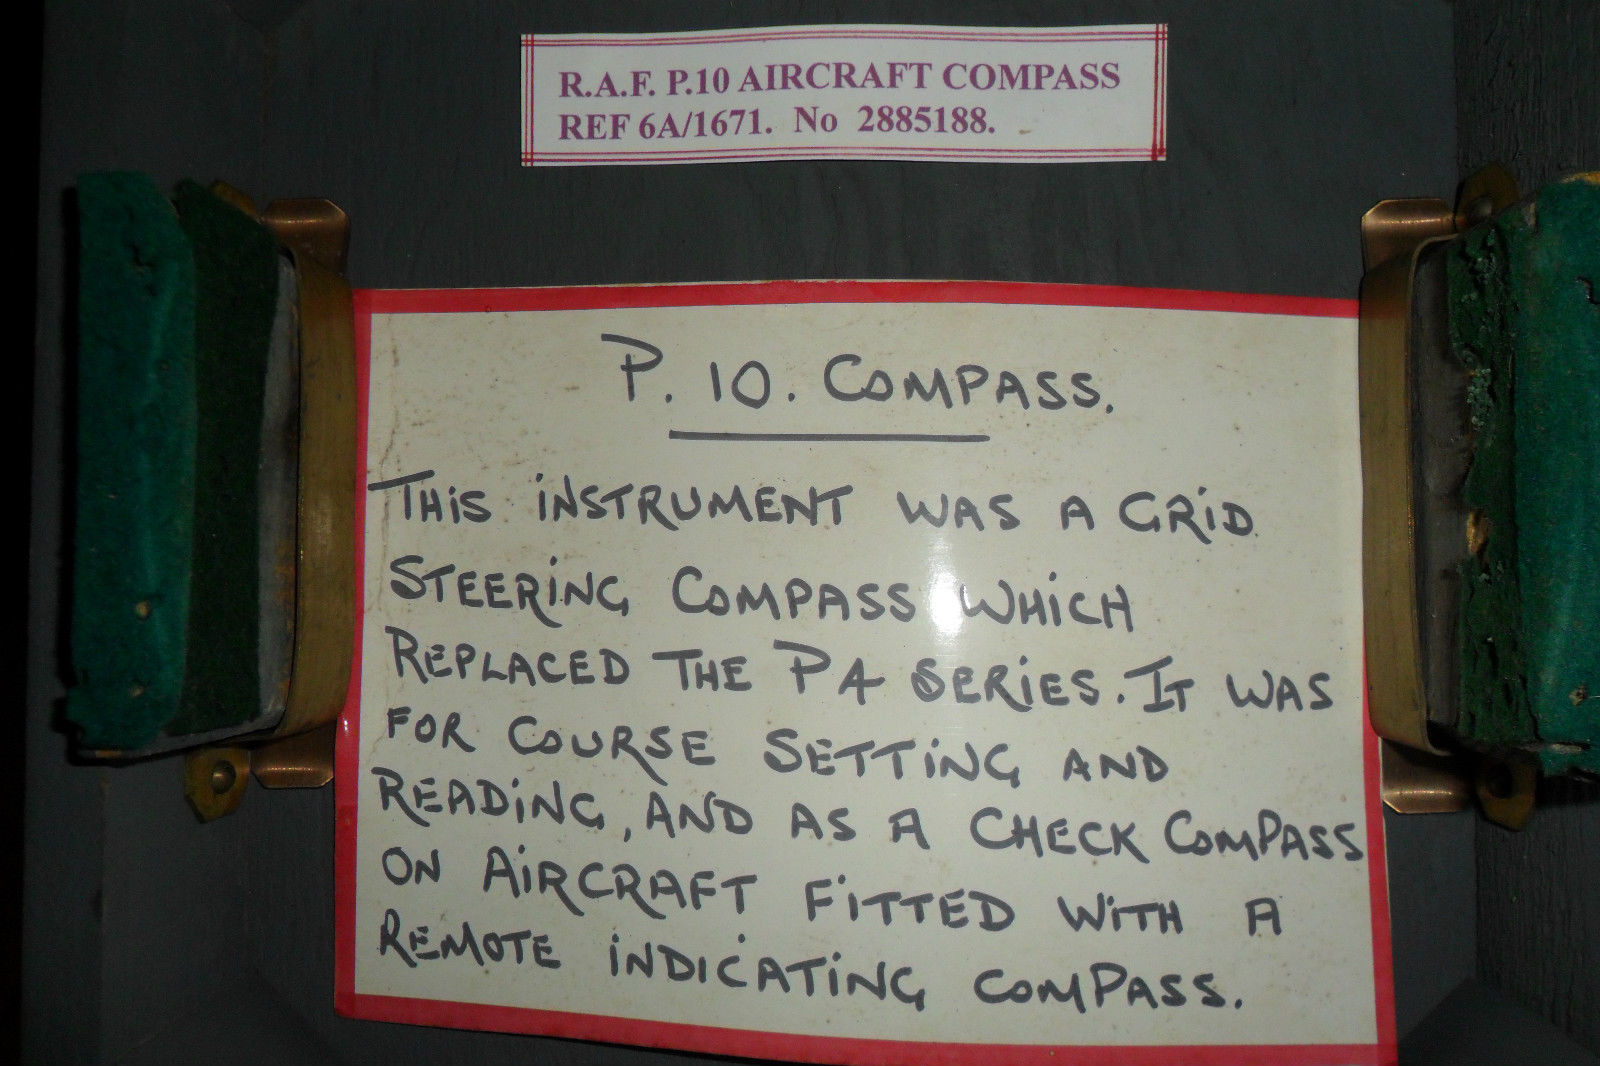 R.A.F. P.10 AIRCRAFT COMPASS
REF 6A/1671. No 2885188.
P. 10. COMPASS.
THiS iNSTRUMENT WAS A GRiD
STEERiNG COMPASS WHiCH
REPLACED THE P4 SERiES. IT WAS
FOR COURSE SETTiNG AND
READiNG, AND AS A CHECK COMPASS
ON AiRCRAFT FiTTED WiTH A
REMOTE iNDiCATiNG COMPASS.